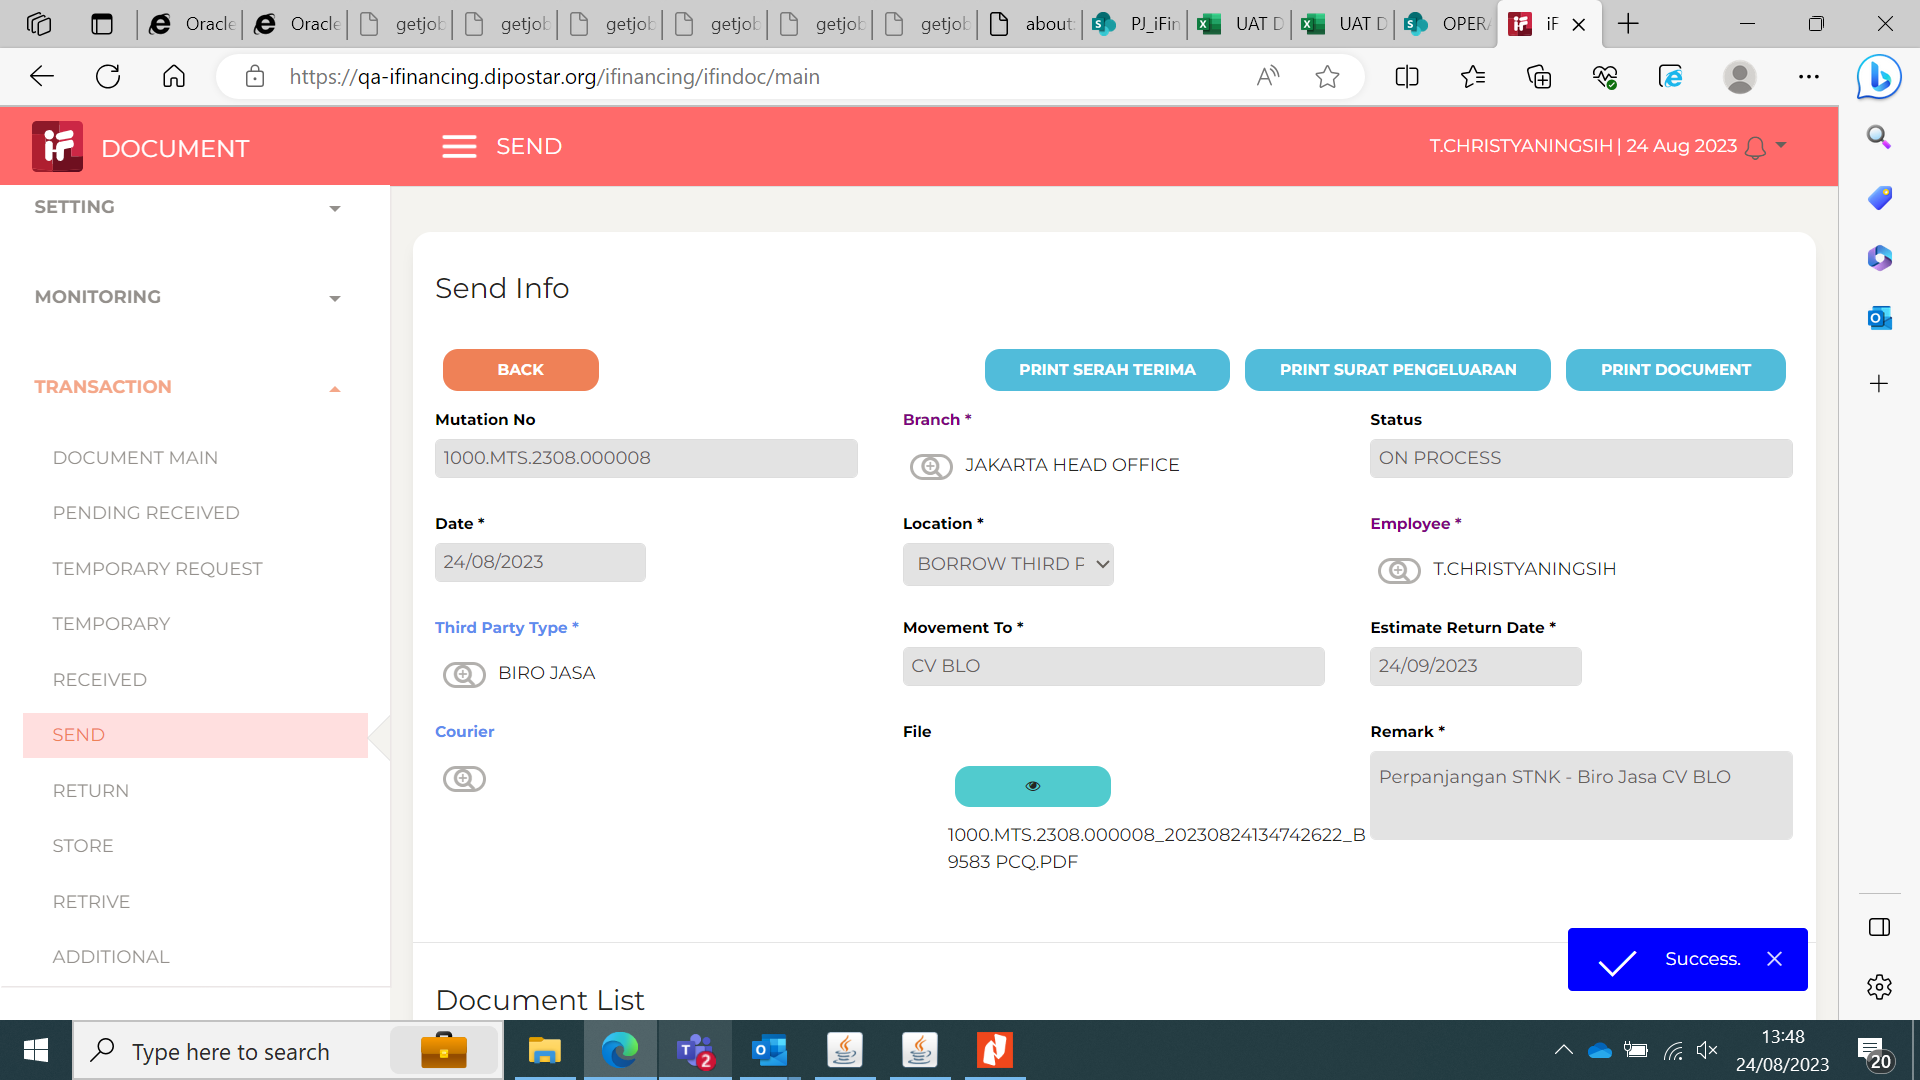 Oracle
Oracle
getjob
getjob
getjob
getjob
getjob
getjob
about:
PJ_iFin
UAT D
UAT D
OPERA
iF
https://qa-ifinancing.dipostar.org/ifinancing/ifindoc/main
iF DOCUMENT
SEND
T.CHRISTYANINGSIH | 24 Aug 2023
SETTING
MONITORING
TRANSACTION
DOCUMENT MAIN
PENDING RECEIVED
TEMPORARY REQUEST
TEMPORARY
RECEIVED
SEND
RETURN
STORE
RETRIVE
ADDITIONAL
Send Info
BACK
PRINT SERAH TERIMA
PRINT SURAT PENGELUARAN
PRINT DOCUMENT
Mutation No
1000.MTS.2308.000008
Branch *
JAKARTA HEAD OFFICE
Status
ON PROCESS
Date *
24/08/2023
Location *
BORROW THIRD P
Employee *
T.CHRISTYANINGSIH
Third Party Type *
BIRO JASA
Movement To *
CV BLO
Estimate Return Date *
24/09/2023
Courier
File
1000.MTS.2308.000008_20230824134742622_B
9583 PCQ.PDF
Remark *
Perpanjangan STNK - Biro Jasa CV BLO
Success.
Document List
Type here to search
2
13:48
24/08/2023
20